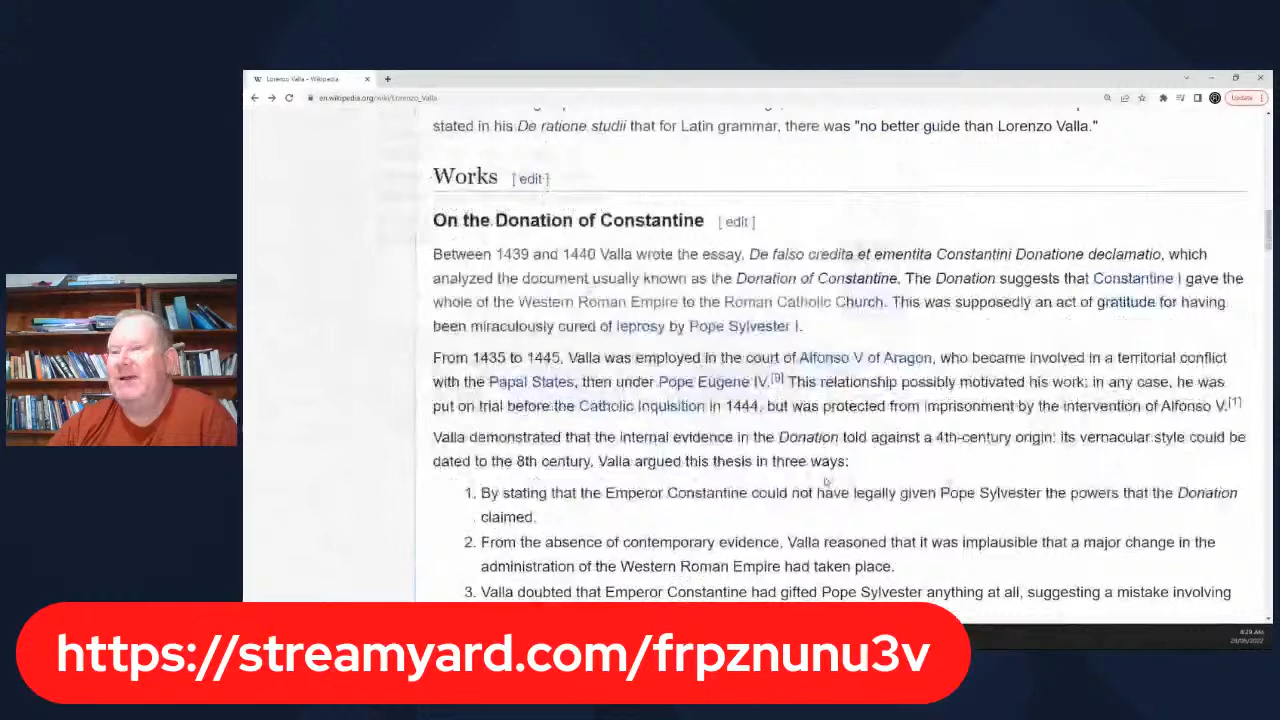 Lorenzo Valla - Wikipedia
en.wikipedia.org/wiki/Lorenzo_Valla
Update
stated in his De ratione studii that for Latin grammar, there was "no better guide than Lorenzo Valla."
Works [ edit ]
On the Donation of Constantine [ edit ]
Between 1439 and 1440 Valla wrote the essay, De falso credita et ementita Constantini Donatione declamatio, which
analyzed the document usually known as the Donation of Constantine. The Donation suggests that Constantine I gave the
whole of the Western Roman Empire to the Roman Catholic Church. This was supposedly an act of gratitude for having
been miraculously cured of leprosy by Pope Sylvester I.
From 1435 to 1445, Valla was employed in the court of Alfonso V of Aragon, who became involved in a territorial conflict
with the Papal States, then under Pope Eugene IV.[9] This relationship possibly motivated his work; in any case, he was
put on trial before the Catholic Inquisition in 1444, but was protected from imprisonment by the intervention of Alfonso V.[1]
Valla demonstrated that the internal evidence in the Donation told against a 4th-century origin: its vernacular style could be
dated to the 8th century. Valla argued this thesis in three ways:
1. By stating that the Emperor Constantine could not have legally given Pope Sylvester the powers that the Donation
claimed.
2. From the absence of contemporary evidence, Valla reasoned that it was implausible that a major change in the
administration of the Western Roman Empire had taken place.
3. Valla doubted that Emperor Constantine had gifted Pope Sylvester anything at all, suggesting a mistake involving
https://streamyard.com/frpznunu3v